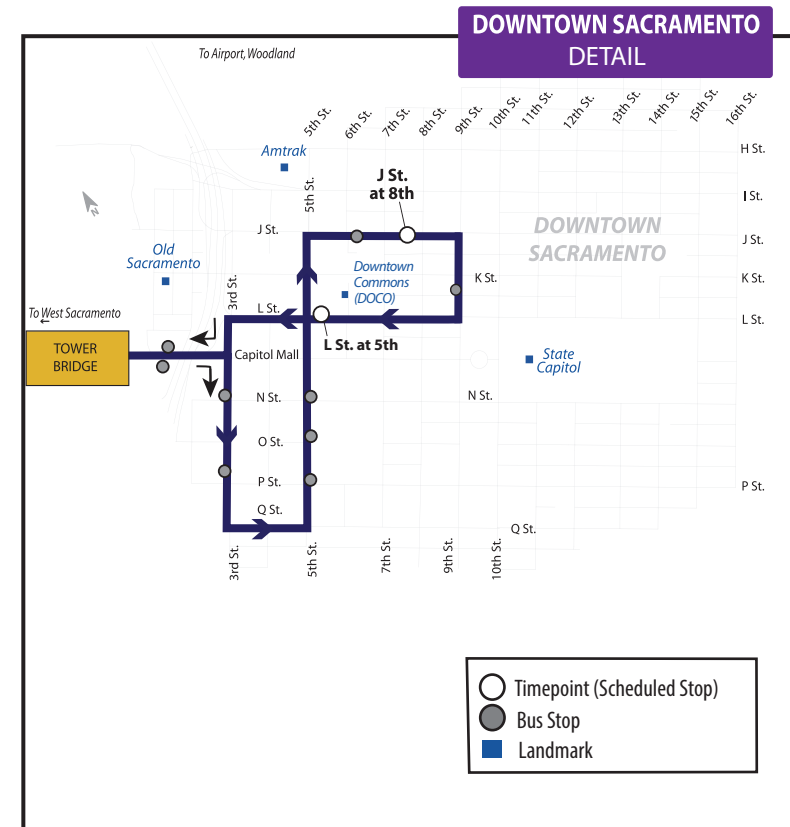 DOWNTOWN SACRAMENTO
DETAIL
To Airport, Woodland
5th St.
6th St.
7th St.
8th St.
9th St.
10th St.
11th St.
12th St.
13th St.
14th St.
15th St.
16th St.
H St.
Amtrak
J St.
at 8th
5th St.
I St.
N
J St.
DOWNTOWN
SACRAMENTO
J St.
Old
Sacramento
Downtown
Commons
(DOCO)
3rd St.
K St.
K St.
To West Sacramento
←
L St.
L St.
L St. at 5th
TOWER
BRIDGE
Capitol Mall
State
Capitol
N St.
N St.
O St.
P St.
P St.
Q St.
Q St.
3rd St.
5th St.
7th St.
9th St.
10th St.
Timepoint (Scheduled Stop)
Bus Stop
Landmark